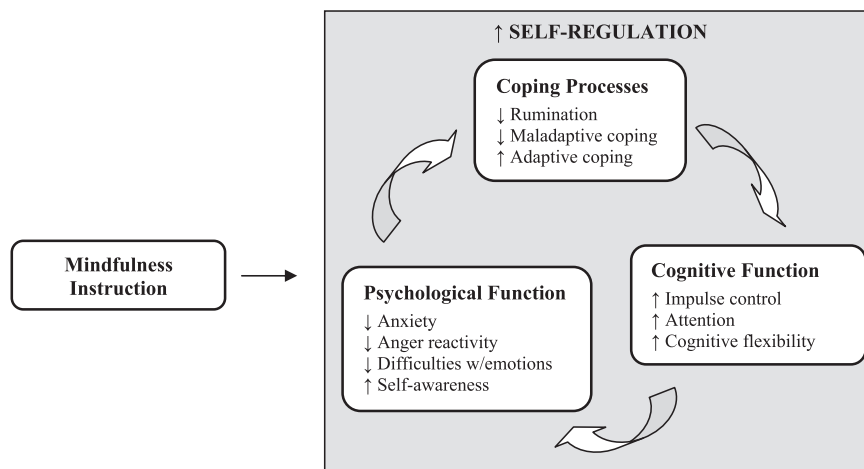 ↑ SELF-REGULATION
Coping Processes
↓ Rumination
↓ Maladaptive coping
↑ Adaptive coping
Mindfulness
Instruction
Psychological Function
↓ Anxiety
↓ Anger reactivity
↓ Difficulties w/emotions
↑ Self-awareness
Cognitive Function
↑ Impulse control
↑ Attention
↑ Cognitive flexibility